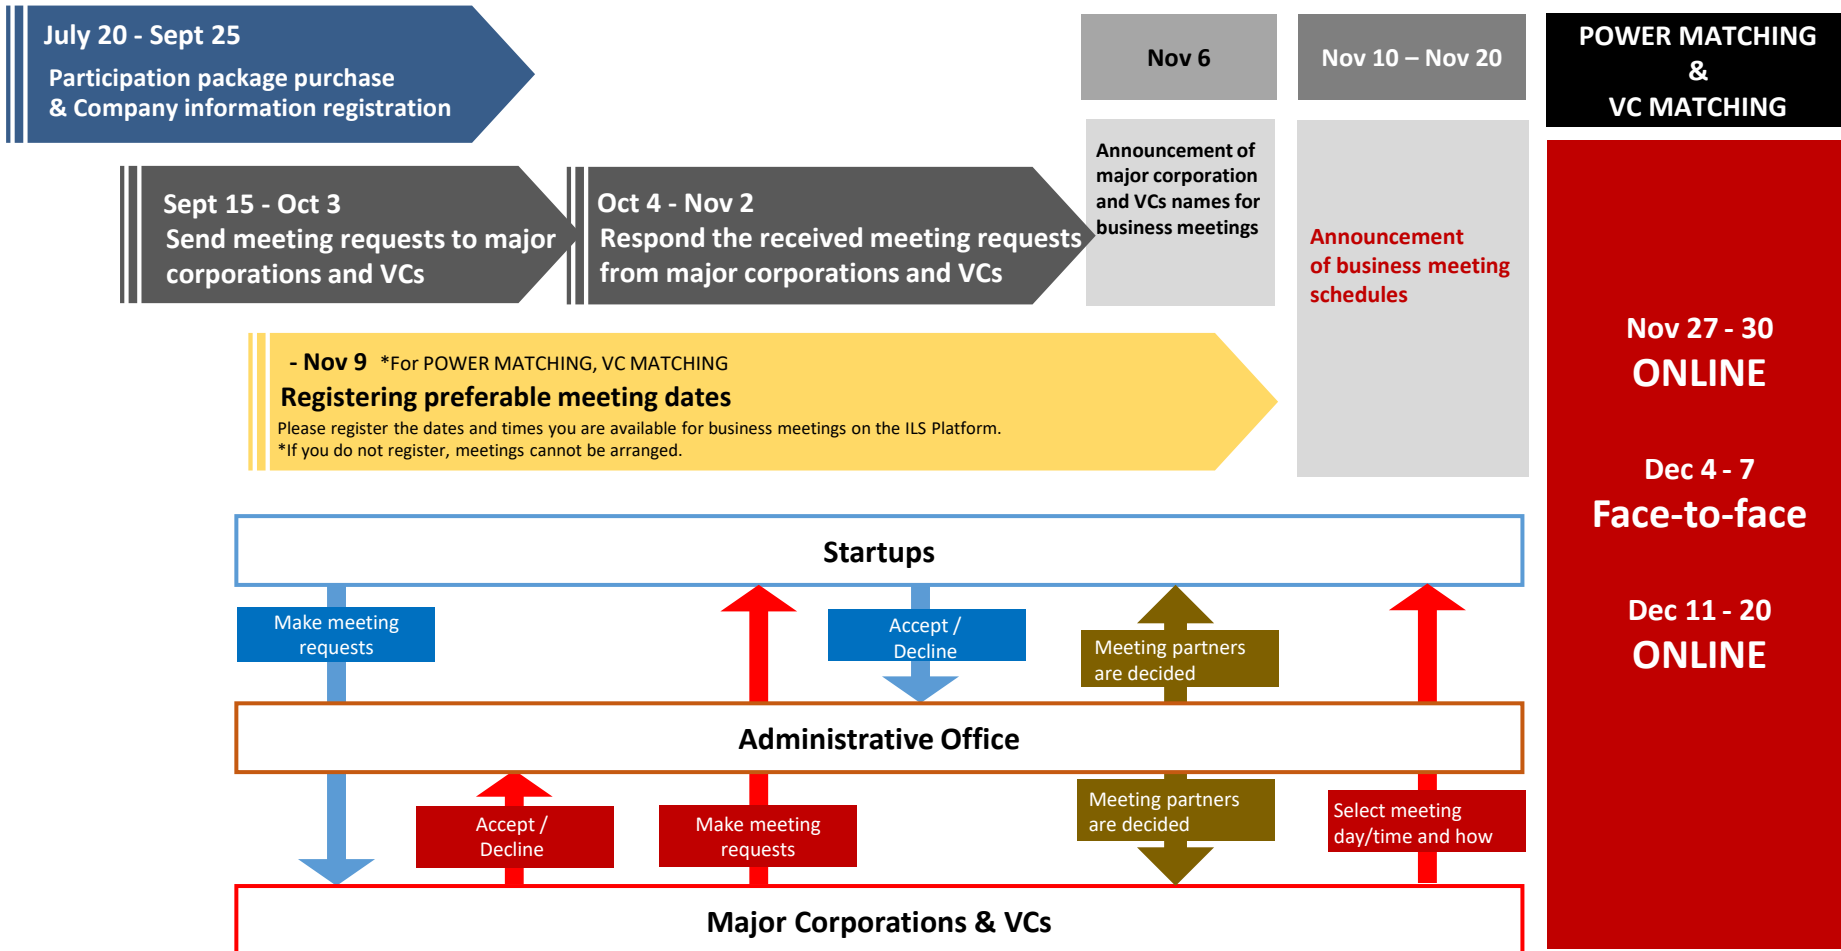 July 20 - Sept 25
Participation package purchase
& Company information registration
Nov 6
Nov 10 – Nov 20
POWER MATCHING
&
VC MATCHING
Sept 15 - Oct 3
Send meeting requests to major
corporations and VCs
Oct 4 - Nov 2
Respond the received meeting requests
from major corporations and VCs
Announcement of
major corporation
and VCs names for
business meetings
Announcement
of business meeting
schedules
- Nov 9 *For POWER MATCHING, VC MATCHING
Registering preferable meeting dates
Please register the dates and times you are available for business meetings on the ILS Platform.
*If you do not register, meetings cannot be arranged.
Nov 27 - 30
ONLINE
Dec 4 - 7
Face-to-face
Dec 11 - 20
ONLINE
Startups
Make meeting
requests
Accept /
Decline
Meeting partners
are decided
Administrative Office
Accept /
Decline
Make meeting
requests
Meeting partners
are decided
Select meeting
day/time and how
Major Corporations & VCs